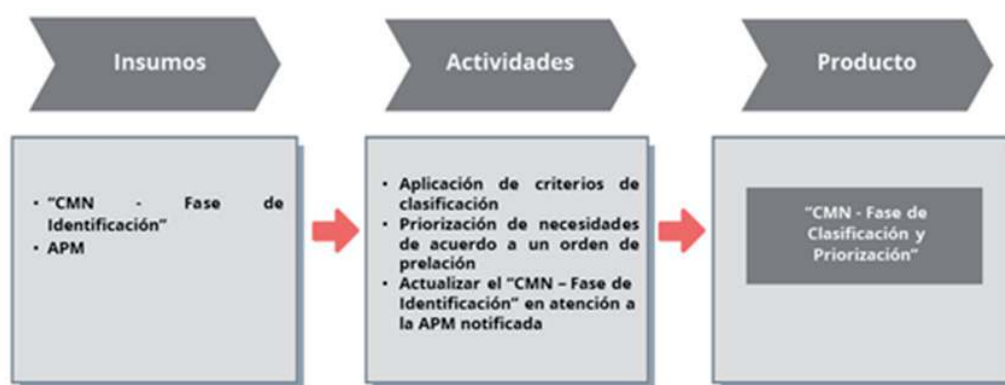 Insumos
Actividades
Producto
• “CMN - Fase de
Identificación”
• APM
• Aplicación de criterios de
clasificación
• Priorización de necesidades
de acuerdo a un orden de
prelación
• Actualizar el “CMN – Fase de
Identificación” en atención a
la APM notificada
“CMN - Fase de
Clasificación y
Priorización”